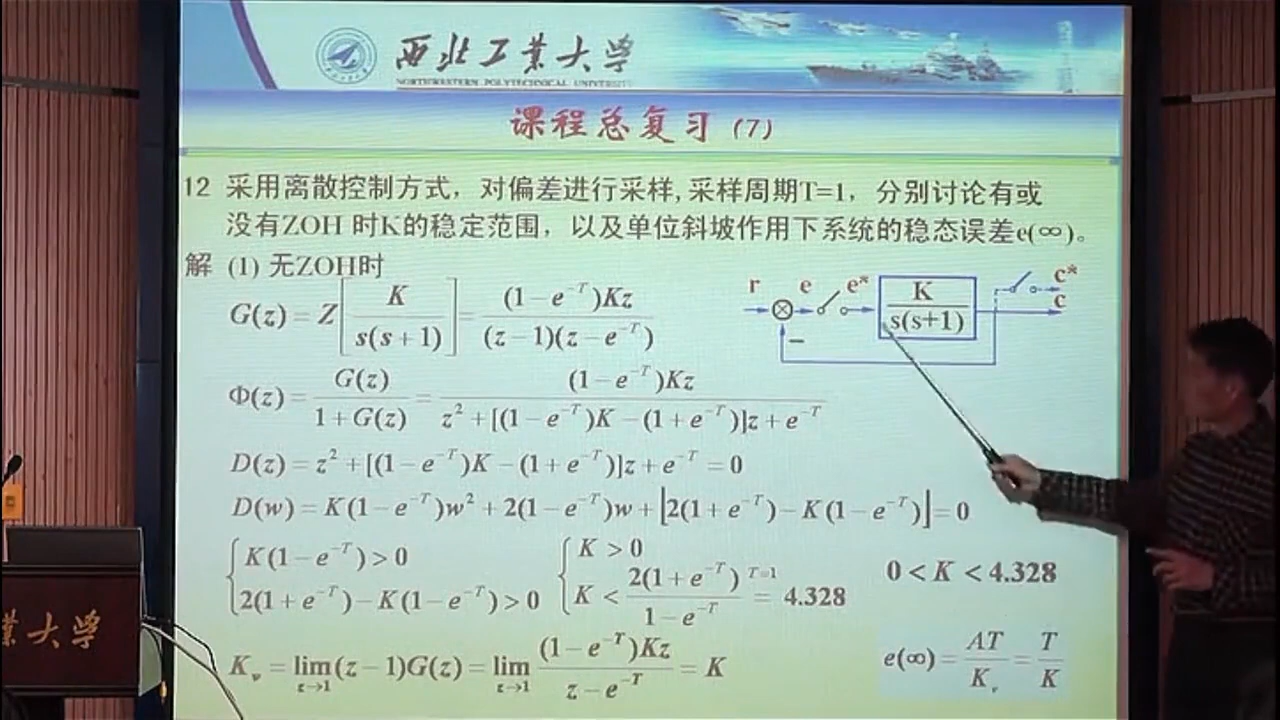 西北工业大学
NORTHWESTERN POLYTECHNICAL UNIVERSITY
课程总复习 (7)
12 采用离散控制方式，对偏差进行采样，采样周期T=1，分别讨论有或
没有ZOH 时K的稳定范围，以及单位斜坡作用下系统的稳态误差e(∞)。
解 (1) 无ZOH时
G(z) = Z[K / s(s+1)] = (1−e^{−T})Kz / (z−1)(z−e^{−T})
r e e* K / s(s+1) c* c −
Φ(z) = G(z) / 1+G(z) = (1−e^{−T})Kz / z²+[(1−e^{−T})K−(1+e^{−T})]z+e^{−T}
D(z) = z²+[(1−e^{−T})K−(1+e^{−T})]z+e^{−T} = 0
D(w) = K(1−e^{−T})w²+2(1−e^{−T})w+[2(1+e^{−T})−K(1−e^{−T})] = 0
{ K(1−e^{−T}) > 0 { K > 0
2(1+e^{−T})−K(1−e^{−T}) > 0 K < 2(1+e^{−T}) / 1−e^{−T} T=1 = 4.328
0 < K < 4.328
K_v = lim z→1 (z−1)G(z) = lim z→1 (1−e^{−T})Kz / z−e^{−T} = K
e(∞) = AT / K_v = T / K
业大学